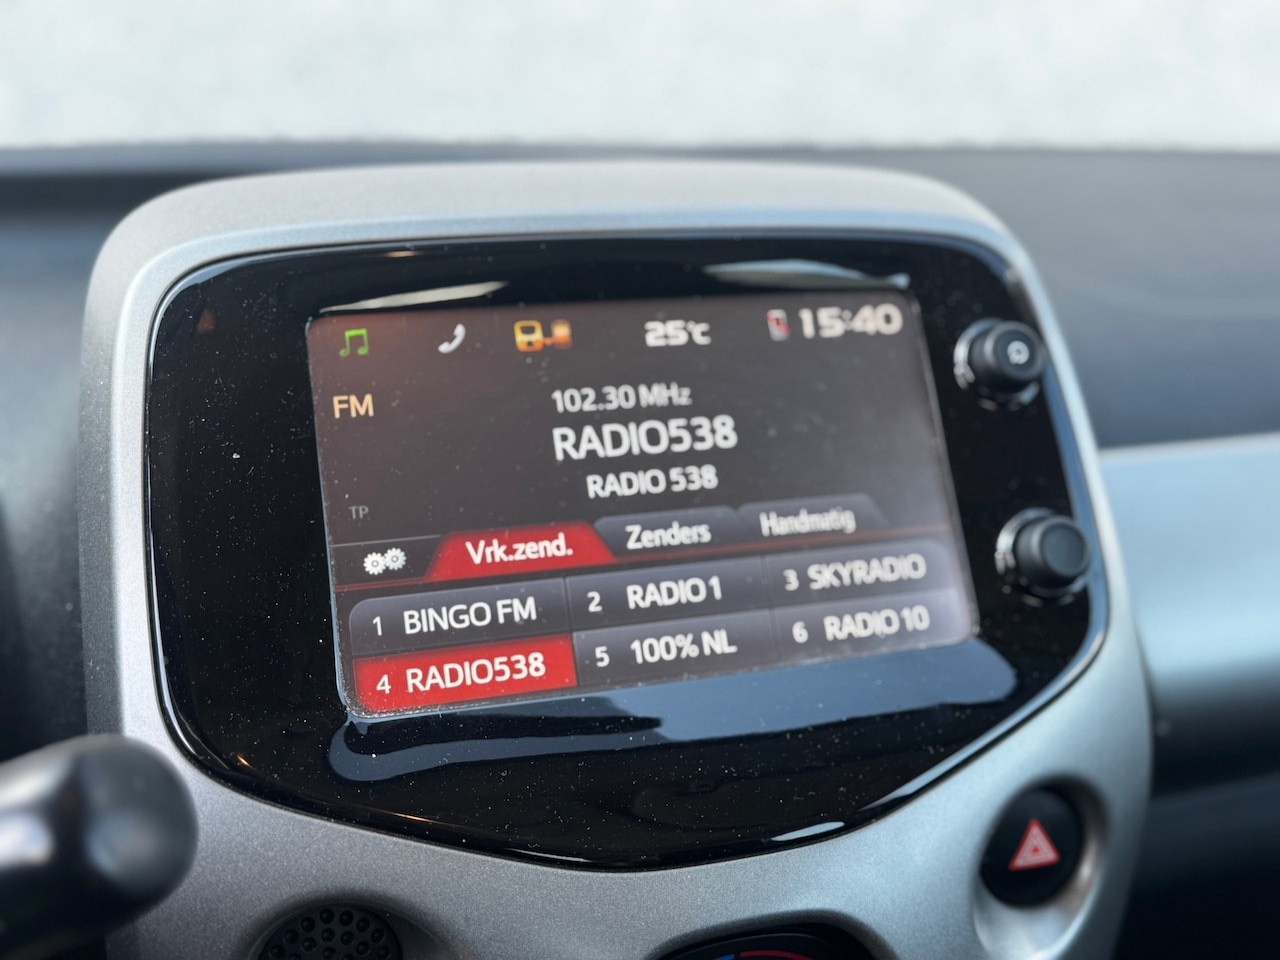 25°C 15:40
FM
102.30 MHz
RADIO538
RADIO 538
TP
Vrk.zend. Zenders Handmatig
1 BINGO FM 2 RADIO 1 3 SKYRADIO
4 RADIO538 5 100% NL 6 RADIO 10